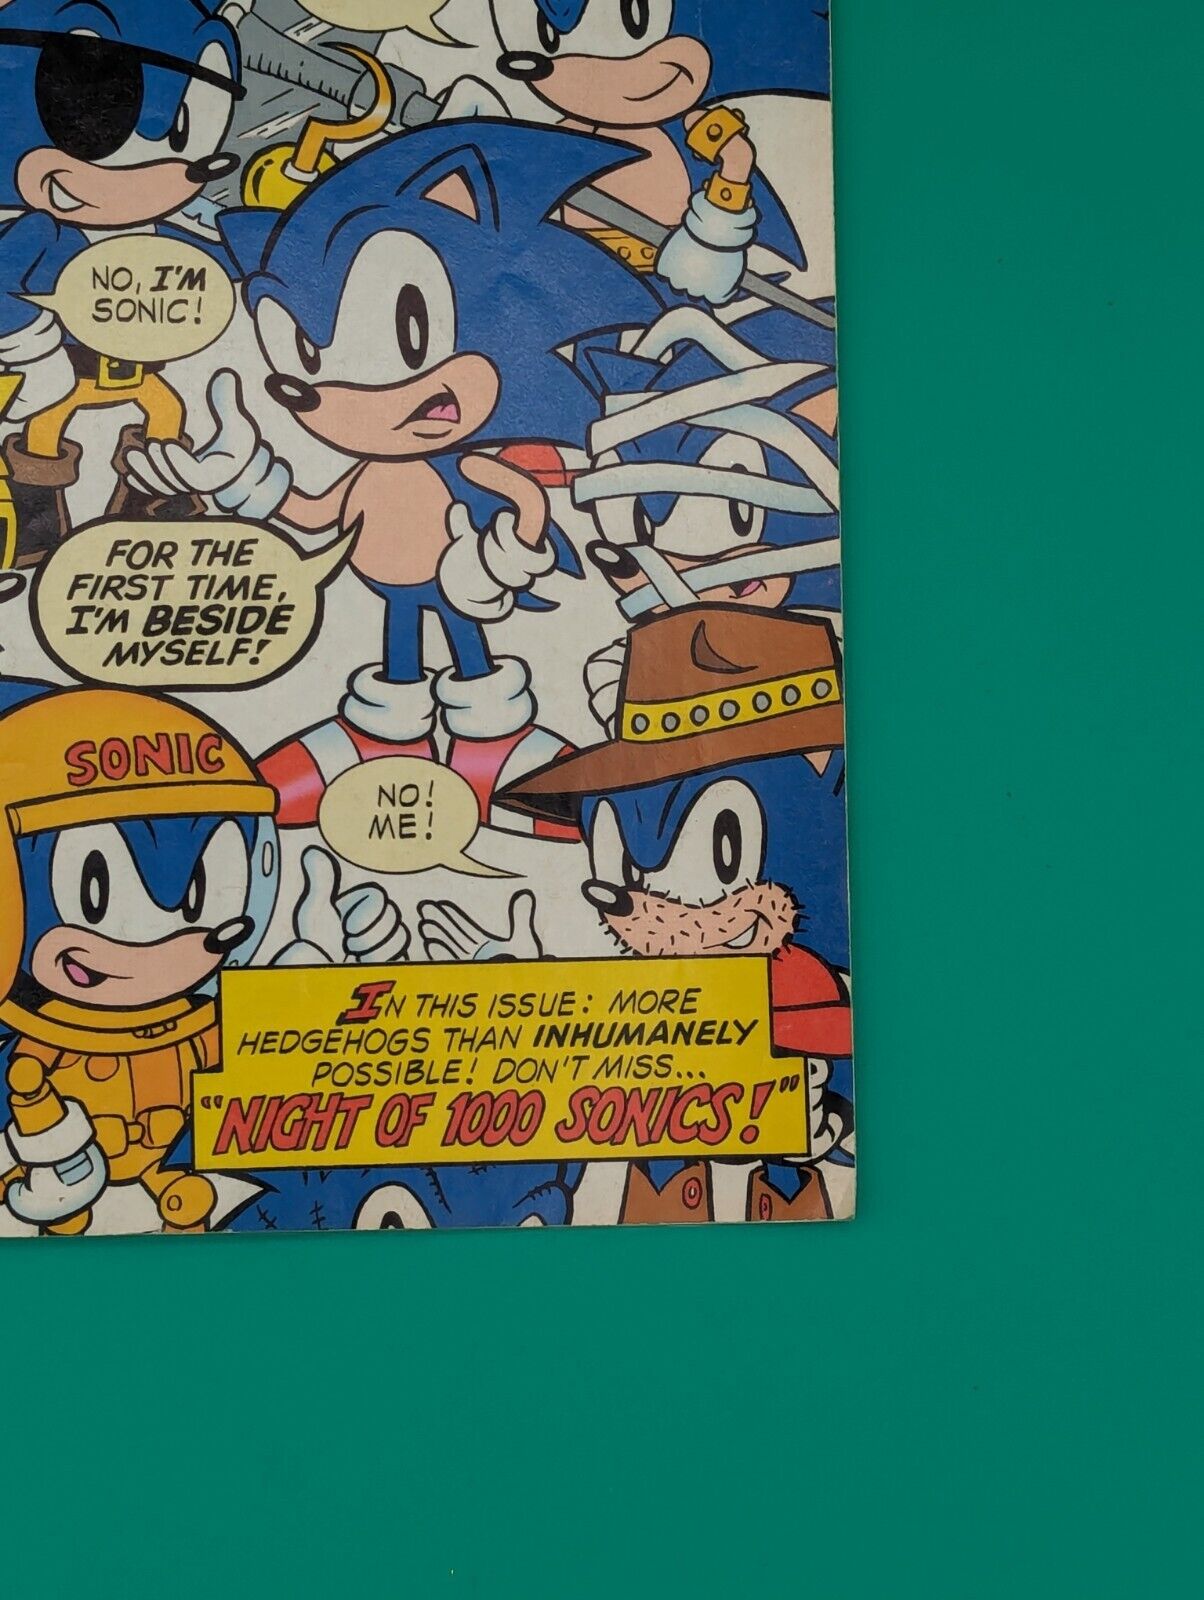 NO, I'M
SONIC!
FOR THE
FIRST TIME,
I'M BESIDE
MYSELF!
SONIC
NO!
ME!
IN THIS ISSUE: MORE
HEDGEHOGS THAN INHUMANELY
POSSIBLE! DON'T MISS...
"NIGHT OF 1000 SONICS!"